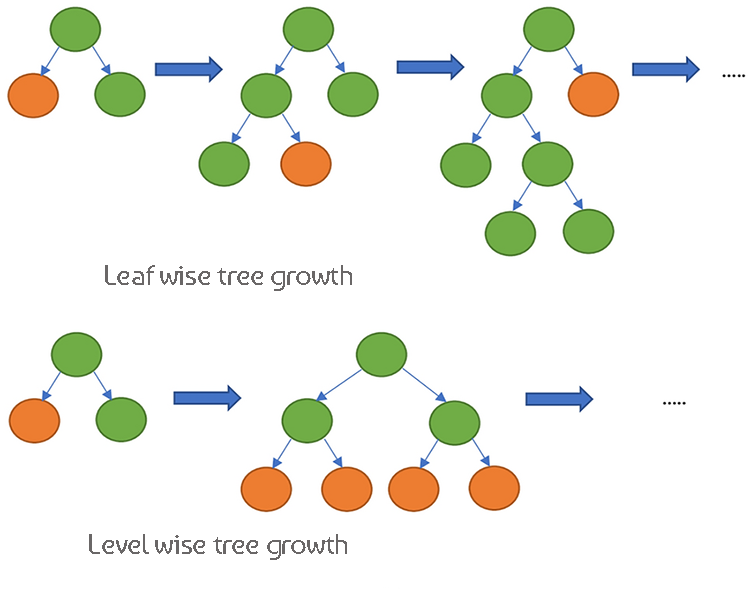 .....
Leaf wise tree growth
.....
Level wise tree growth